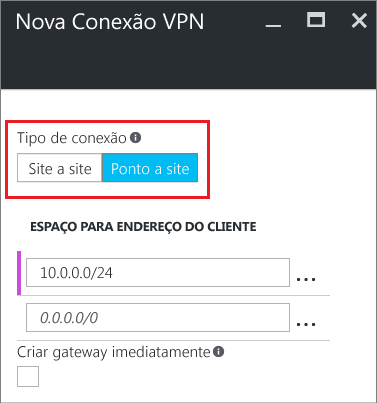 Nova Conexão VPN
Tipo de conexão
Site a site Ponto a site
ESPAÇO PARA ENDEREÇO DO CLIENTE
10.0.0.0/24 ...
0.0.0.0/0 ...
Criar gateway imediatamente